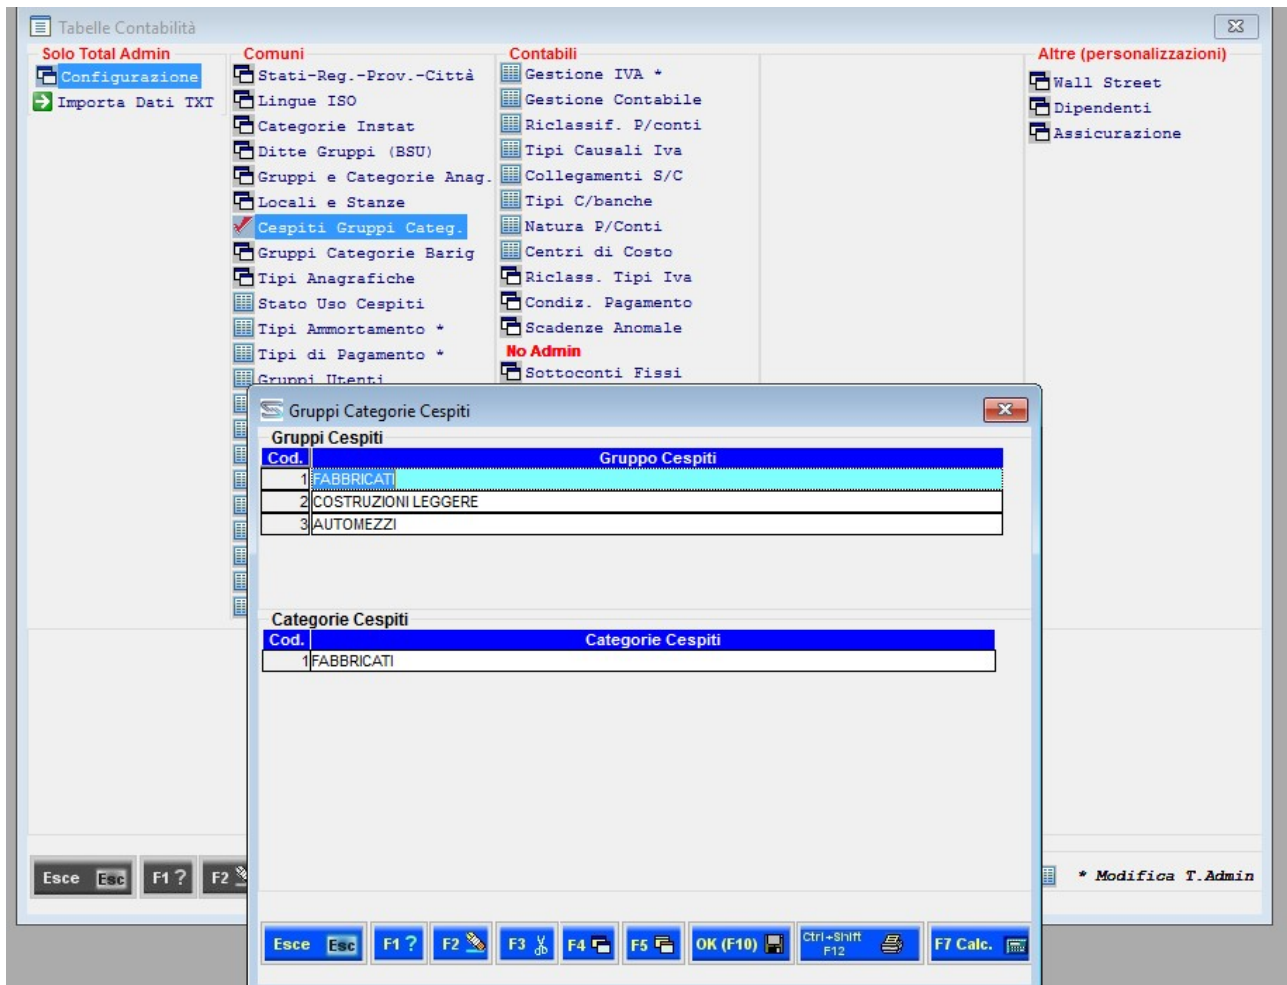 Tabelle Contabilità
Solo Total Admin
Configurazione
Importa Dati TXT
Comuni
Stati-Reg.-Prov.-Città
Lingue ISO
Categorie Instat
Ditte Gruppi (BSU)
Gruppi e Categorie Anag.
Locali e Stanze
Cespiti Gruppi Categ.
Gruppi Categorie Barig
Tipi Anagrafiche
Stato Uso Cespiti
Tipi Ammortamento *
Tipi di Pagamento *
Gruppi Utenti
Contabili
Gestione IVA *
Gestione Contabile
Riclassif. P/conti
Tipi Causali Iva
Collegamenti S/C
Tipi C/banche
Natura P/Conti
Centri di Costo
Riclass. Tipi Iva
Condiz. Pagamento
Scadenze Anomale
No Admin
Sottoconti Fissi
Altre (personalizzazioni)
Wall Street
Dipendenti
Assicurazione
Gruppi Categorie Cespiti
Gruppi Cespiti
Cod. Gruppo Cespiti
1 FABBRICATI
2 COSTRUZIONI LEGGERE
3 AUTOMEZZI
Categorie Cespiti
Cod. Categorie Cespiti
1 FABBRICATI
Esce Esc F1 ? F2
* Modifica T.Admin
Esce Esc F1 ? F2 F3 F4 F5 OK (F10) Ctrl+Shift F12 F7 Calc.